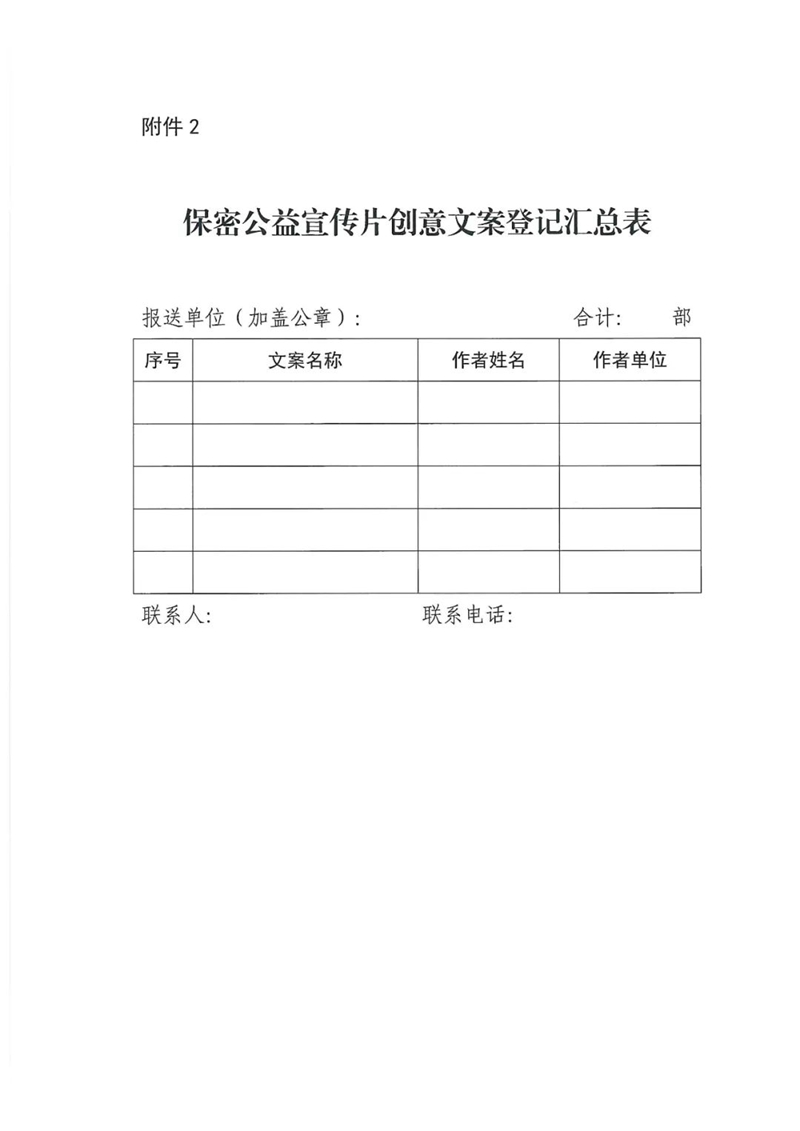 附件2
保密公益宣传片创意文案登记汇总表
报送单位（加盖公章）： 合计： 部
序号 文案名称 作者姓名 作者单位
联系人： 联系电话：